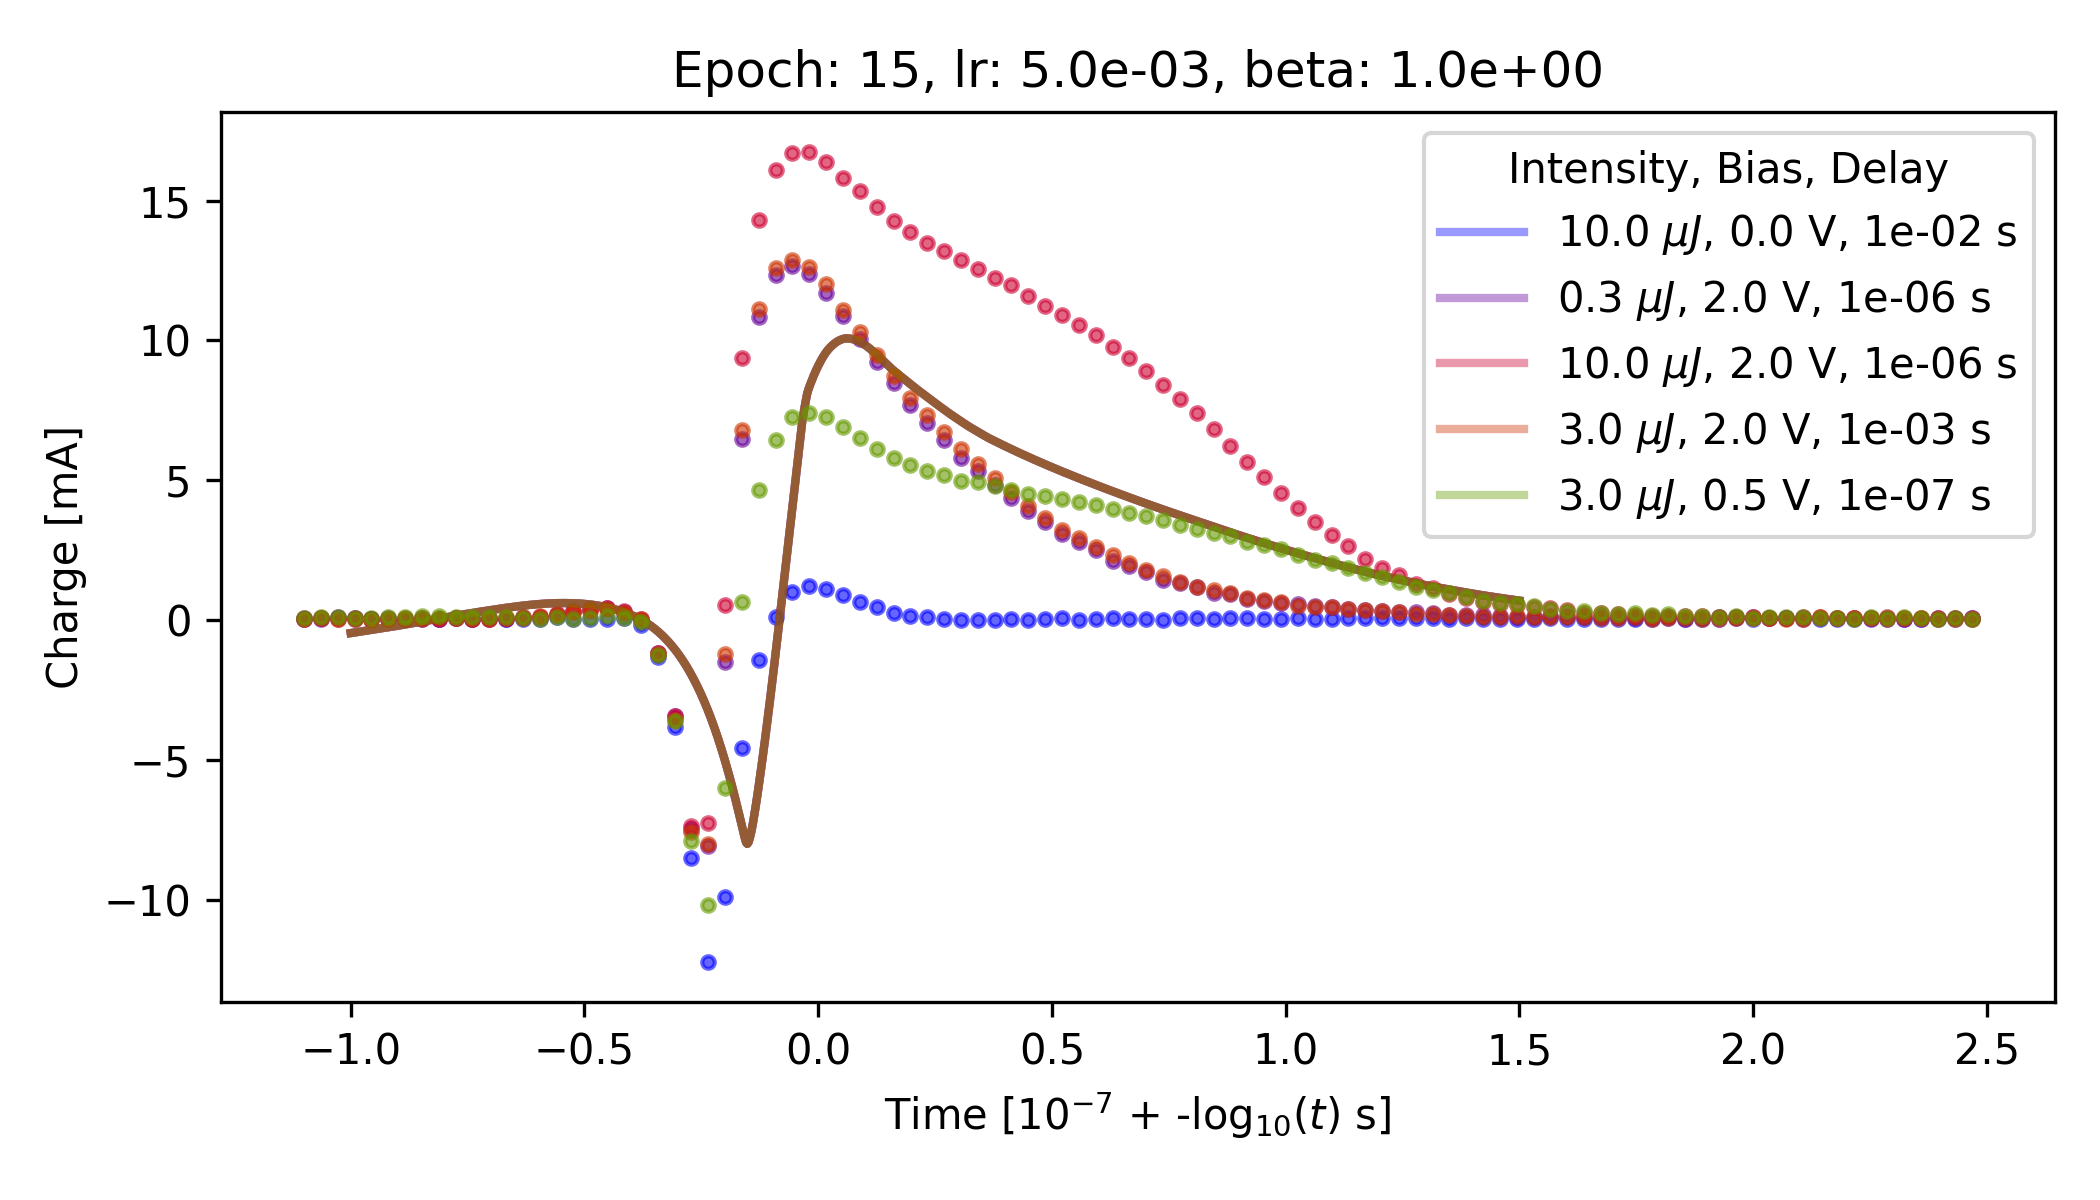 Epoch: 15, lr: 5.0e-03, beta: 1.0e+00
Charge [mA]
15
10
5
0
−5
−10
Intensity, Bias, Delay
10.0 μJ, 0.0 V, 1e-02 s
0.3 μJ, 2.0 V, 1e-06 s
10.0 μJ, 2.0 V, 1e-06 s
3.0 μJ, 2.0 V, 1e-03 s
3.0 μJ, 0.5 V, 1e-07 s
−1.0 −0.5 0.0 0.5 1.0 1.5 2.0 2.5
Time [10⁻⁷ + -log₁₀(t) s]